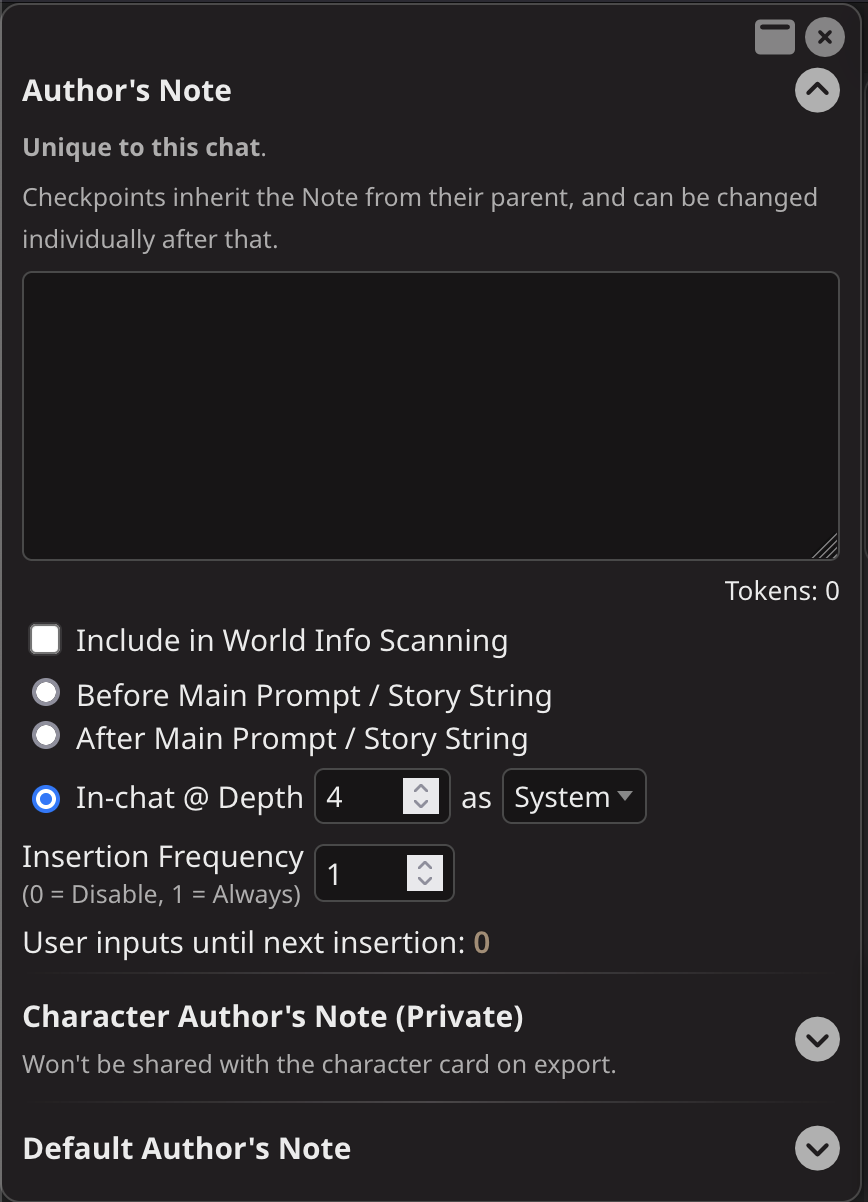 Author's Note
Unique to this chat.
Checkpoints inherit the Note from their parent, and can be changed
individually after that.
Tokens: 0
Include in World Info Scanning
Before Main Prompt / Story String
After Main Prompt / Story String
In-chat @ Depth 4 as System
Insertion Frequency 1
(0 = Disable, 1 = Always)
User inputs until next insertion: 0
Character Author's Note (Private)
Won't be shared with the character card on export.
Default Author's Note